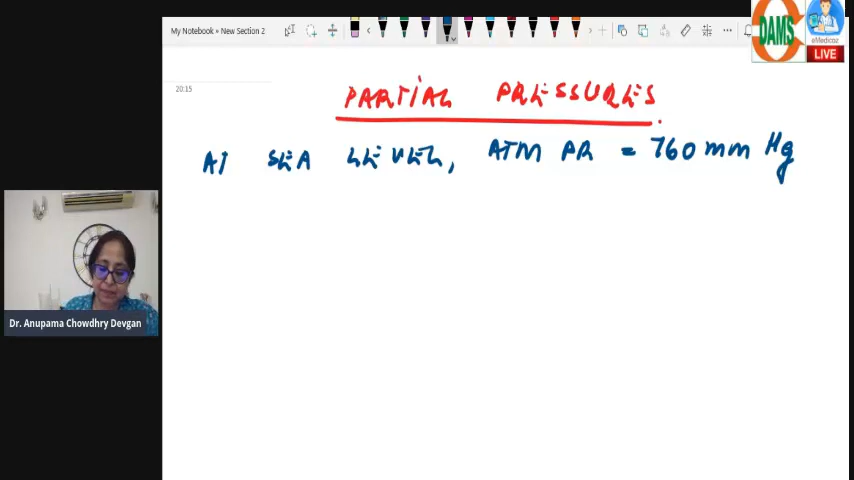 My Notebook » New Section 2
DAMS
eMedicoz
LIVE
20:15
PARTIAL PRESSURES.
AT SEA LEVEL, ATM PR = 760 mm Hg
Dr. Anupama Chowdhry Devgan